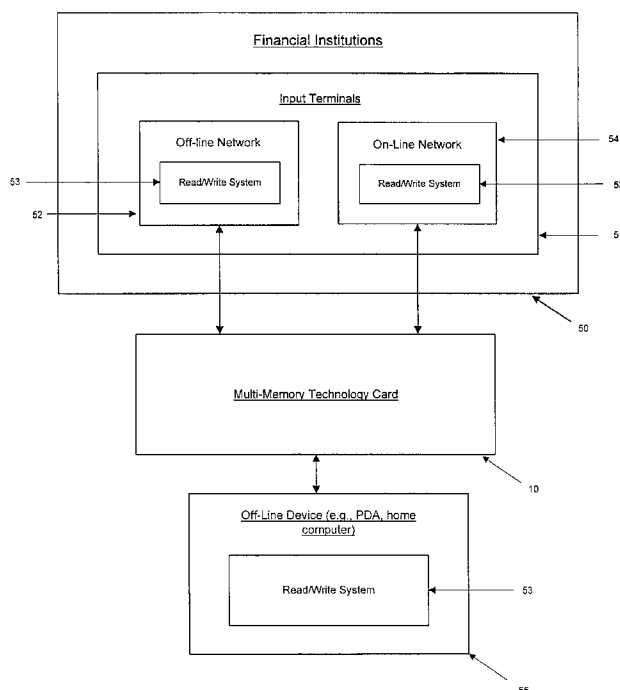 Financial Institutions
Input Terminals
Off-line Network
On-Line Network
54
53
Read/Write System
Read/Write System
52
50
Multi-Memory Technology Card
10
Off-Line Device (e.g., PDA, home
computer)
Read/Write System
53